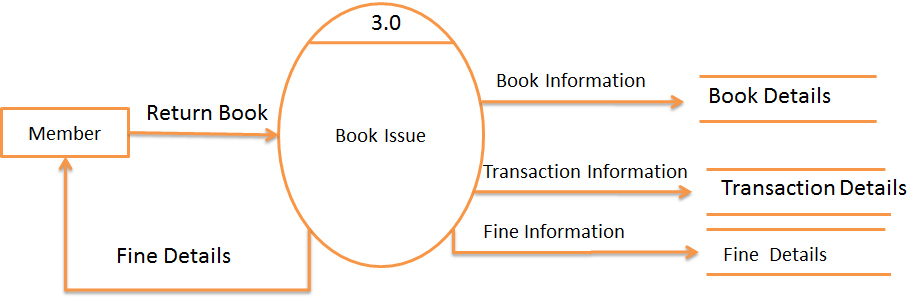 3.0
Book Information
Book Details
Return Book
Member
Book Issue
Transaction Information
Transaction Details
Fine Information
Fine Details
Fine Details